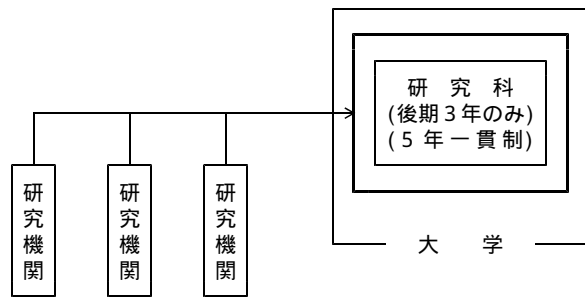 研 究 科
(後期３年のみ)
(５年一貫制)
研究機関
研究機関
研究機関
大 学